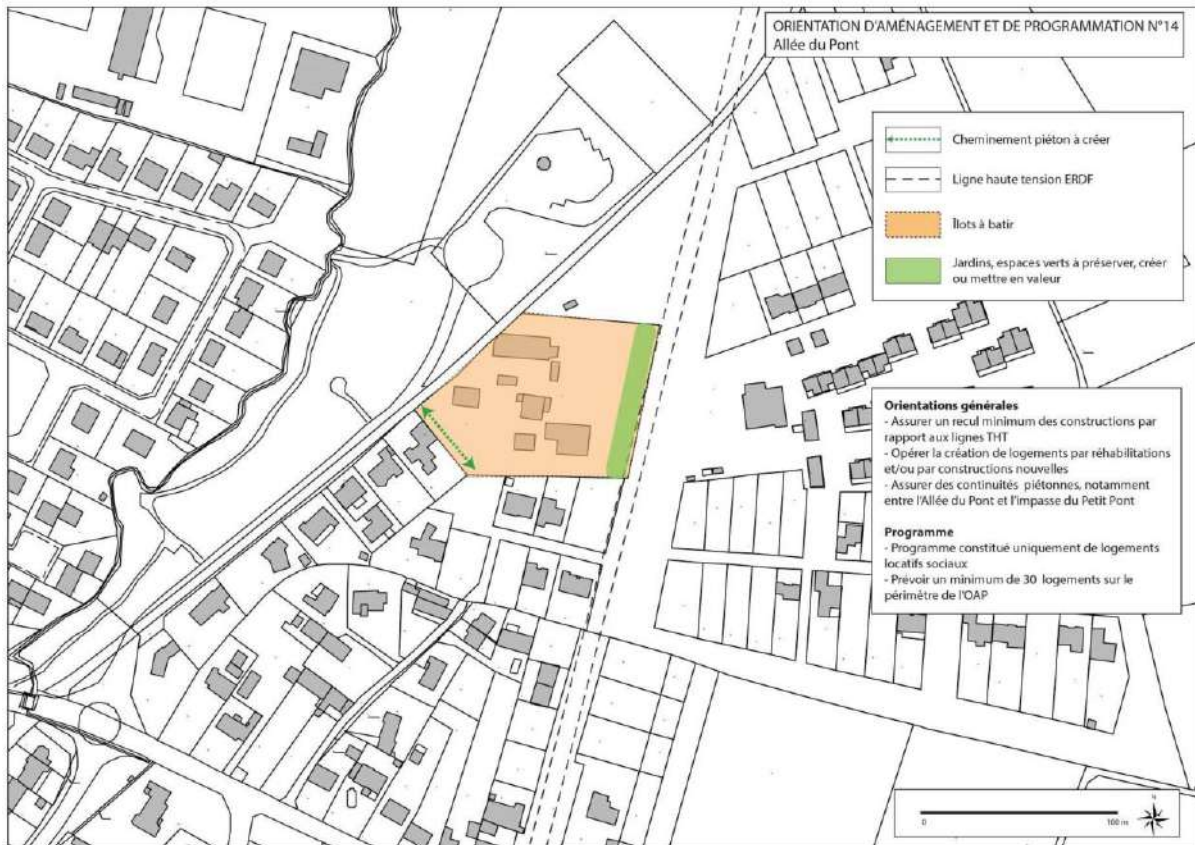 ORIENTATION D'AMÉNAGEMENT ET DE PROGRAMMATION N°14
Allée du Pont
Cheminement piéton à créer
Ligne haute tension ERDF
Îlots à batir
Jardins, espaces verts à préserver, créer
ou mettre en valeur
Orientations générales
- Assurer un recul minimum des constructions par
rapport aux lignes THT
- Opérer la création de logements par réhabilitations
et/ou par constructions nouvelles
- Assurer des continuités piétonnes, notamment
entre l'Allée du Pont et l'impasse du Petit Pont
Programme
- Programme constitué uniquement de logements
locatifs sociaux
- Prévoir un minimum de 30 logements sur le
périmètre de l'OAP
0 100 m
N